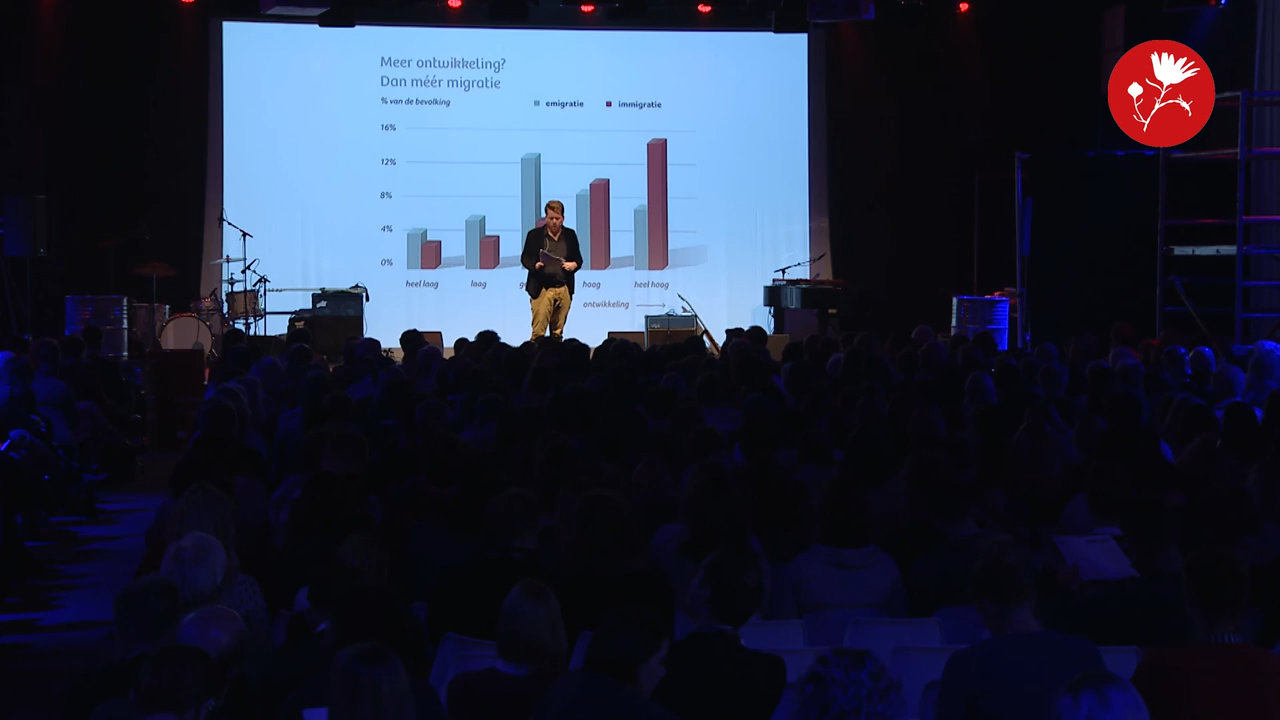 Meer ontwikkeling?
Dan méér migratie
% van de bevolking
emigratie
immigratie
16%
12%
8%
4%
0%
heel laag
laag
hoog
heel hoog
ontwikkeling